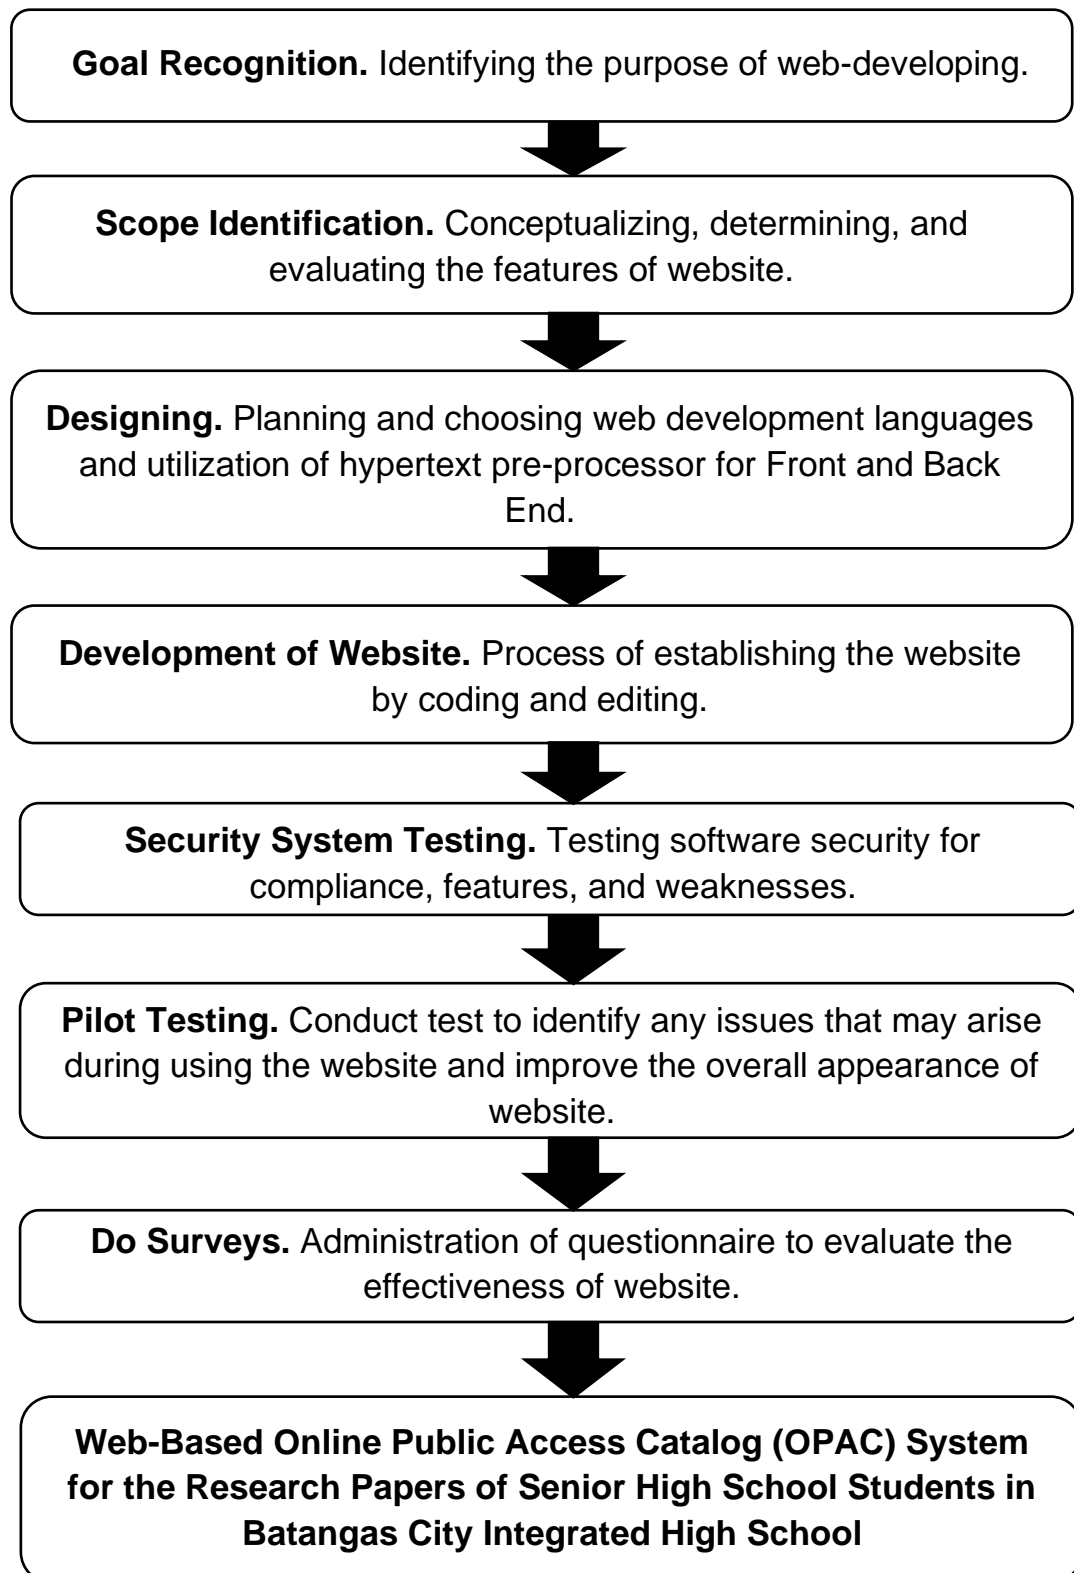 Goal Recognition. Identifying the purpose of web-developing.
Scope Identification. Conceptualizing, determining, and
evaluating the features of website.
Designing. Planning and choosing web development languages
and utilization of hypertext pre-processor for Front and Back
End.
Development of Website. Process of establishing the website
by coding and editing.
Security System Testing. Testing software security for
compliance, features, and weaknesses.
Pilot Testing. Conduct test to identify any issues that may arise
during using the website and improve the overall appearance of
website.
Do Surveys. Administration of questionnaire to evaluate the
effectiveness of website.
Web-Based Online Public Access Catalog (OPAC) System
for the Research Papers of Senior High School Students in
Batangas City Integrated High School